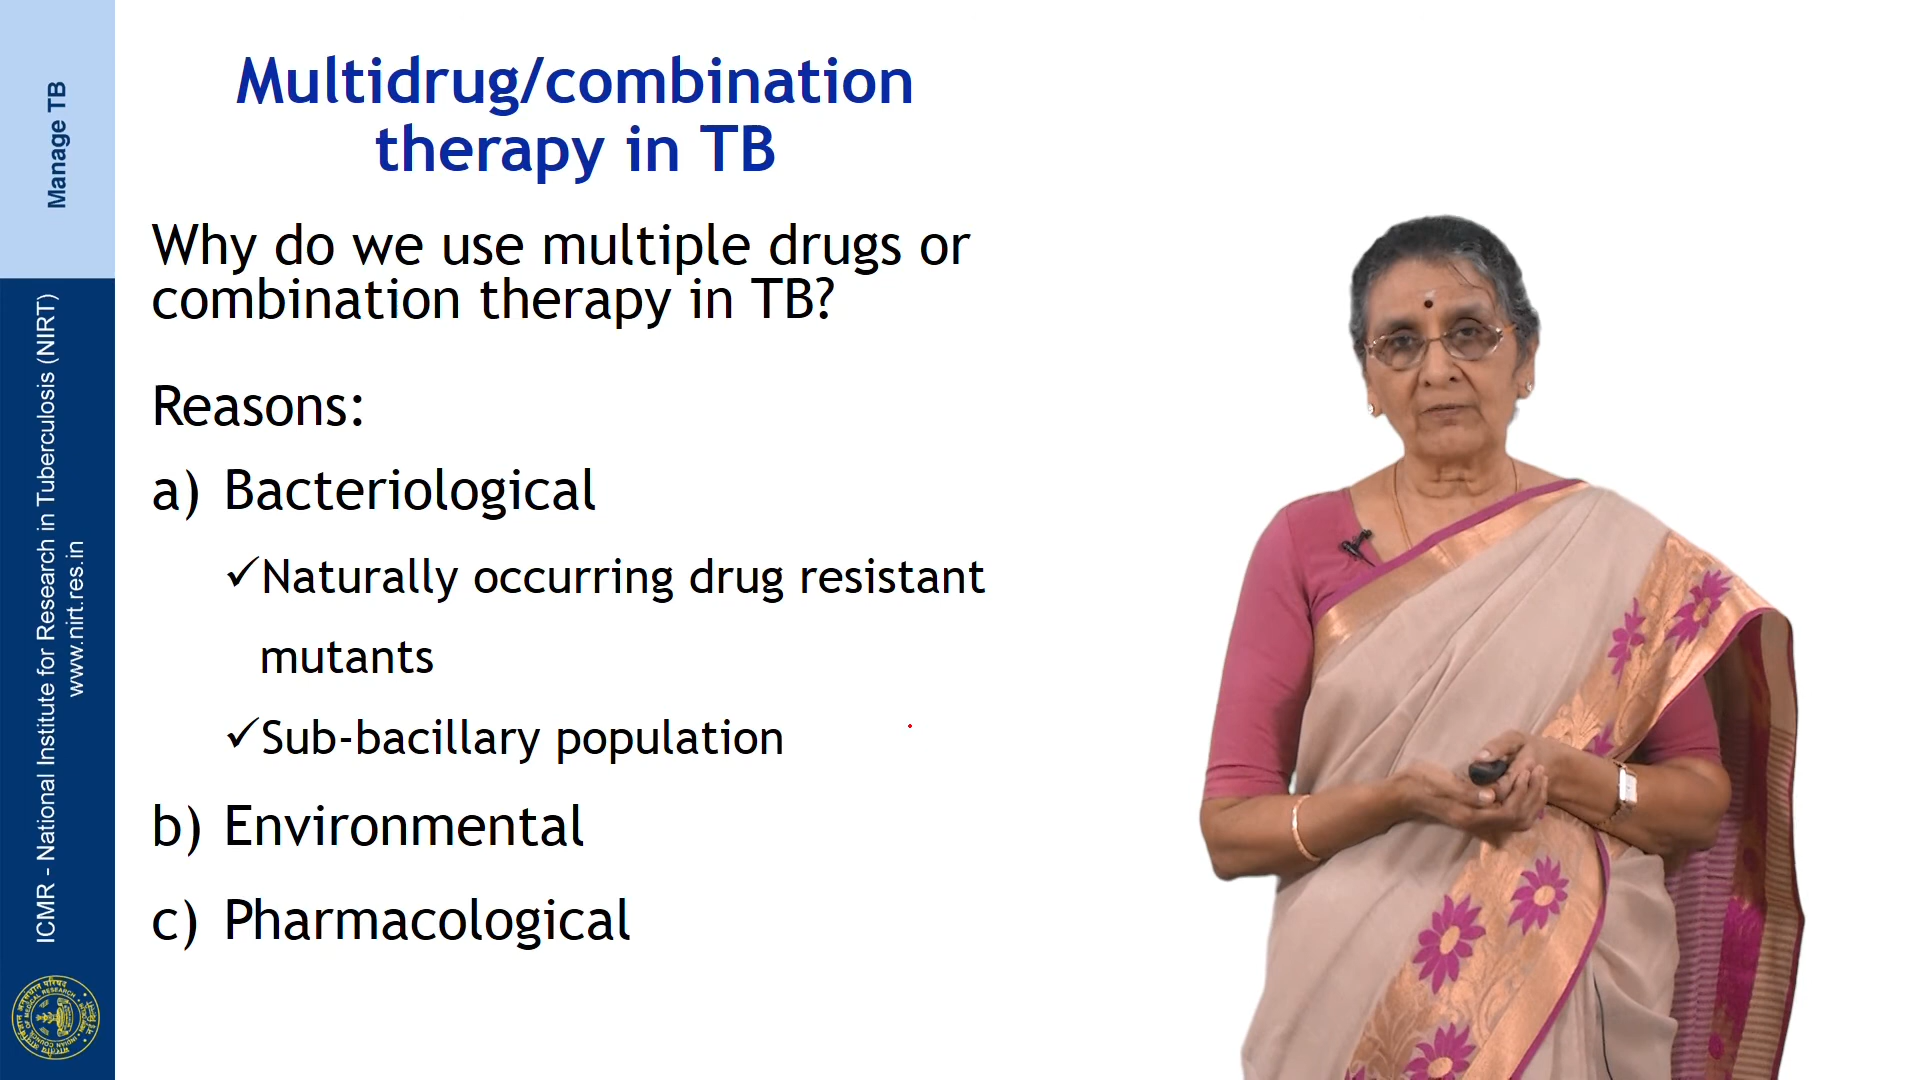 Manage TB
ICMR - National Institute for Research in Tuberculosis (NIRT)
www.nirt.res.in
Multidrug/combination
therapy in TB
Why do we use multiple drugs or
combination therapy in TB?
Reasons:
a) Bacteriological
✓Naturally occurring drug resistant
mutants
✓Sub-bacillary population
b) Environmental
c) Pharmacological